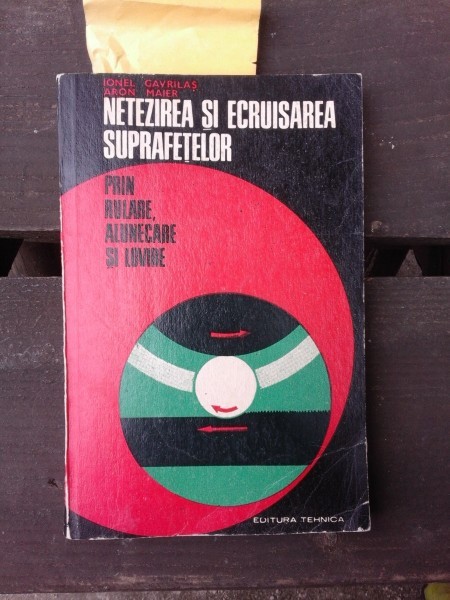 IONEL GAVRILAȘ
ARON MAIER
NETEZIREA ȘI ECRUISAREA
SUPRAFEȚELOR
PRIN
RULARE,
ALUNECARE
ȘI LOVIRE
EDITURA TEHNICA